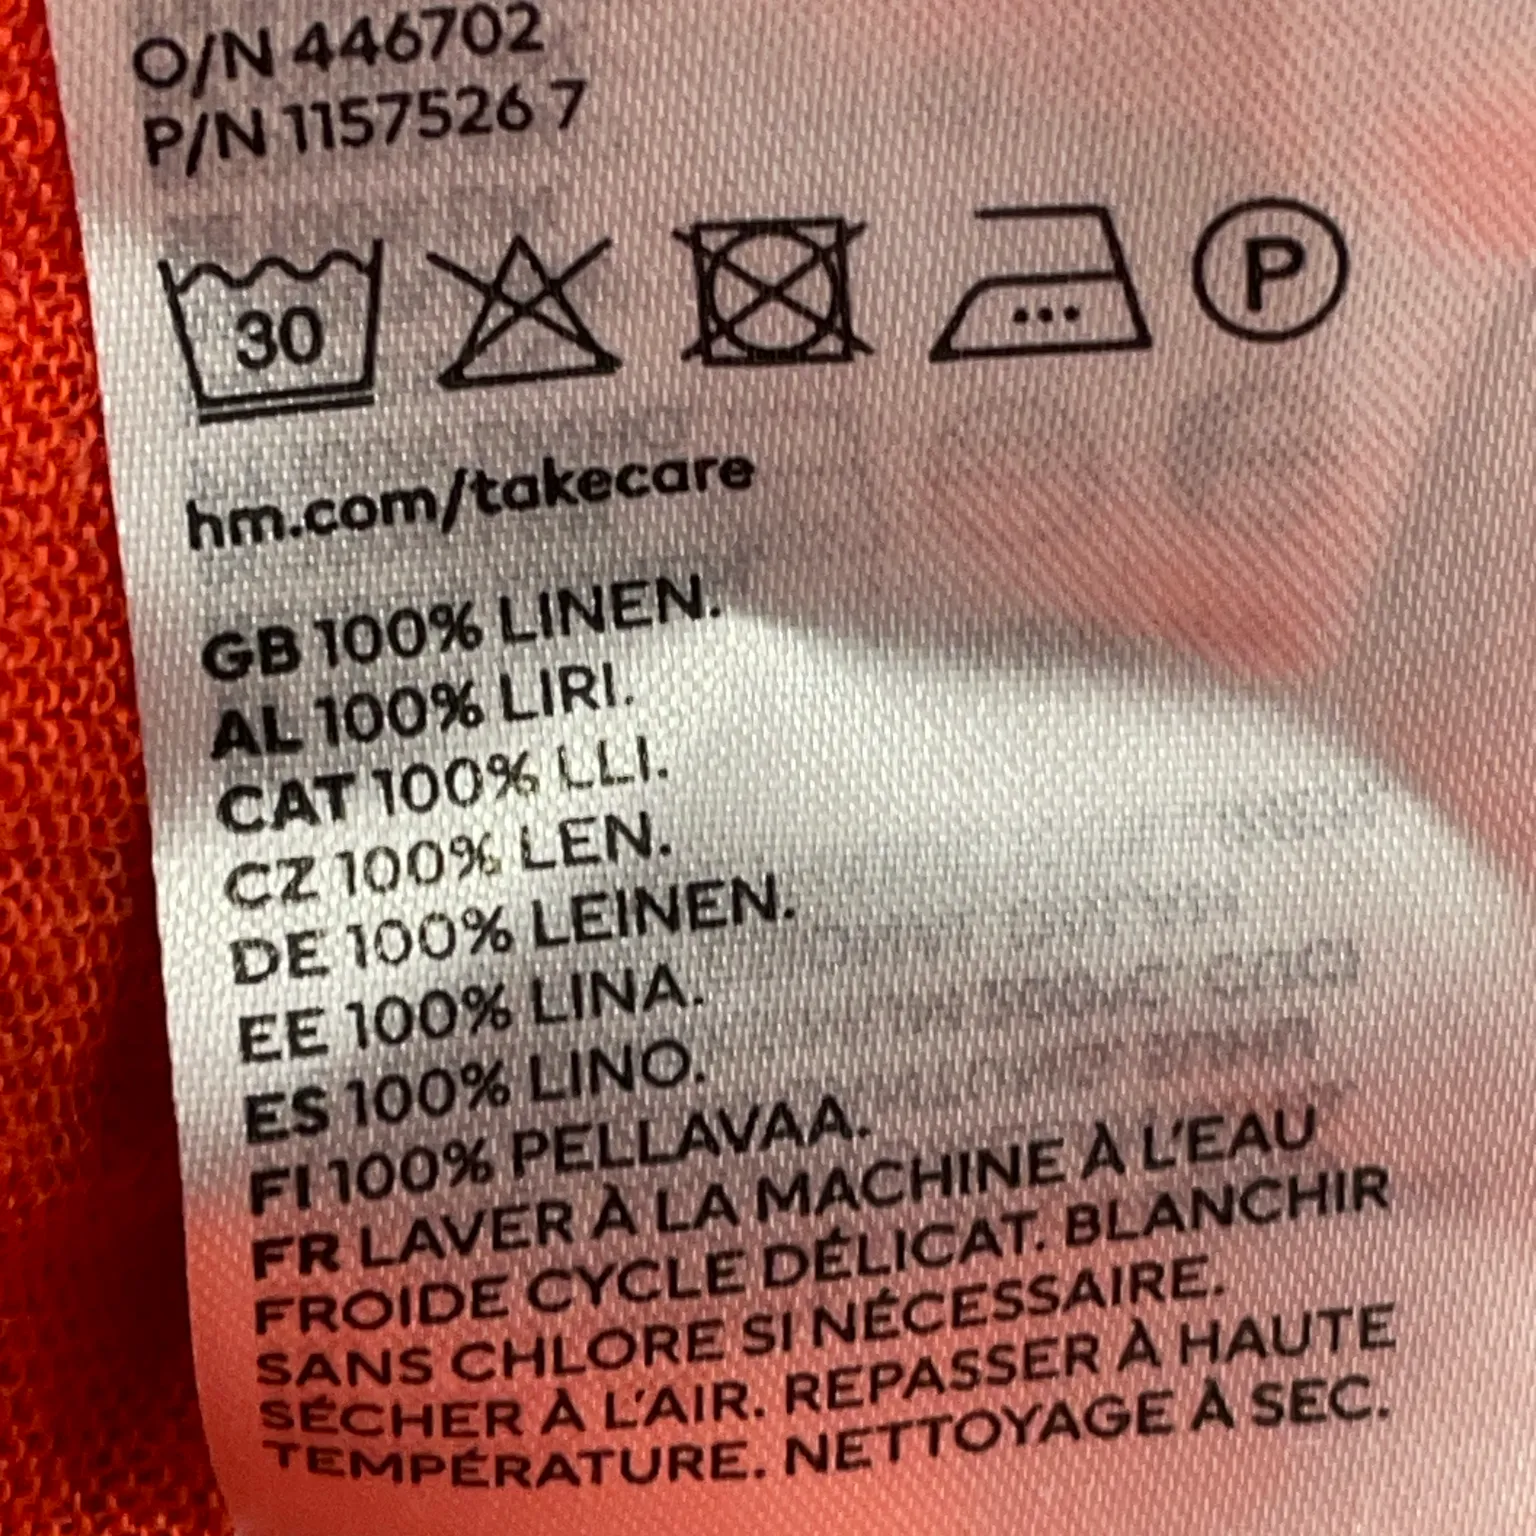 O/N 446702
P/N 1157526 7
30
P
hm.com/takecare
GB 100% LINEN.
AL 100% LIRI.
CAT 100% LLI.
CZ 100% LEN.
DE 100% LEINEN.
EE 100% LINA.
ES 100% LINO.
FI 100% PELLAVAA.
FR LAVER À LA MACHINE À L'EAU
FROIDE CYCLE DÉLICAT. BLANCHIR
SANS CHLORE SI NÉCESSAIRE.
SÉCHER À L'AIR. REPASSER À HAUTE
TEMPÉRATURE. NETTOYAGE À SEC.